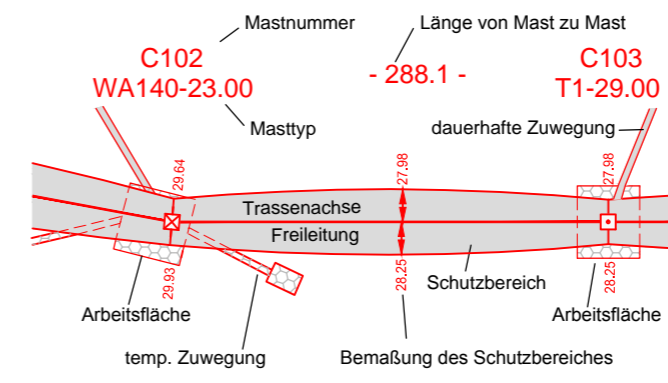 Mastnummer
Länge von Mast zu Mast
C102
C103
- 288.1 -
WA140-23.00
T1-29.00
Masttyp
dauerhafte Zuwegung
29.64
27.98
27.98
Trassenachse
Freileitung
29.93
28.25
28.25
Schutzbereich
Arbeitsfläche
Arbeitsfläche
temp. Zuwegung
Bemaßung des Schutzbereiches